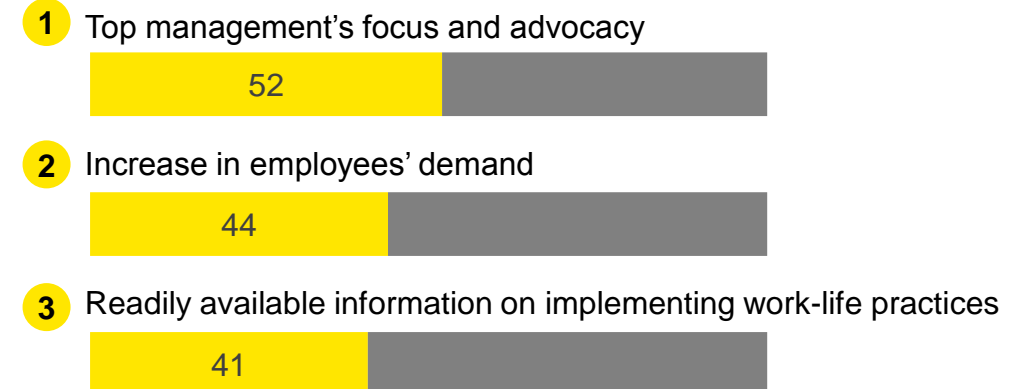 1 Top management’s focus and advocacy
52
2 Increase in employees’ demand
44
3 Readily available information on implementing work-life practices
41